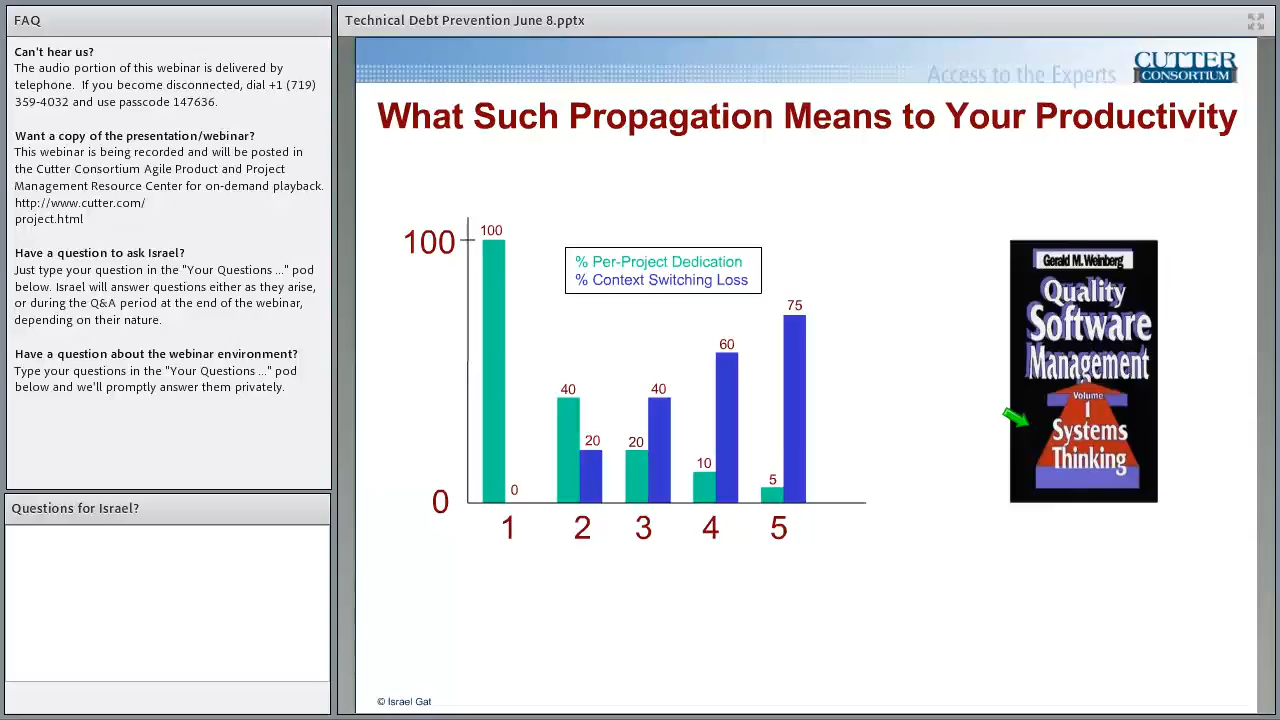 FAQ
Can't hear us?
The audio portion of this webinar is delivered by
telephone. If you become disconnected, dial +1 (719)
359-4032 and use passcode 147636.
Want a copy of the presentation/webinar?
This webinar is being recorded and will be posted in
the Cutter Consortium Agile Product and Project
Management Resource Center for on-demand playback.
http://www.cutter.com/
project.html
Have a question to ask Israel?
Just type your question in the "Your Questions ..." pod
below. Israel will answer questions either as they arise,
or during the Q&A period at the end of the webinar,
depending on their nature.
Have a question about the webinar environment?
Type your questions in the "Your Questions ..." pod
below and we'll promptly answer them privately.
Questions for Israel?
Technical Debt Prevention June 8.pptx
Access to the Experts
CUTTER
CONSORTIUM
What Such Propagation Means to Your Productivity
100
0
% Per-Project Dedication
% Context Switching Loss
100
0
40
20
20
40
10
60
5
75
1 2 3 4 5
Gerald M. Weinberg
Quality
Software
Management
Volume
1
Systems
Thinking
© Israel Gat